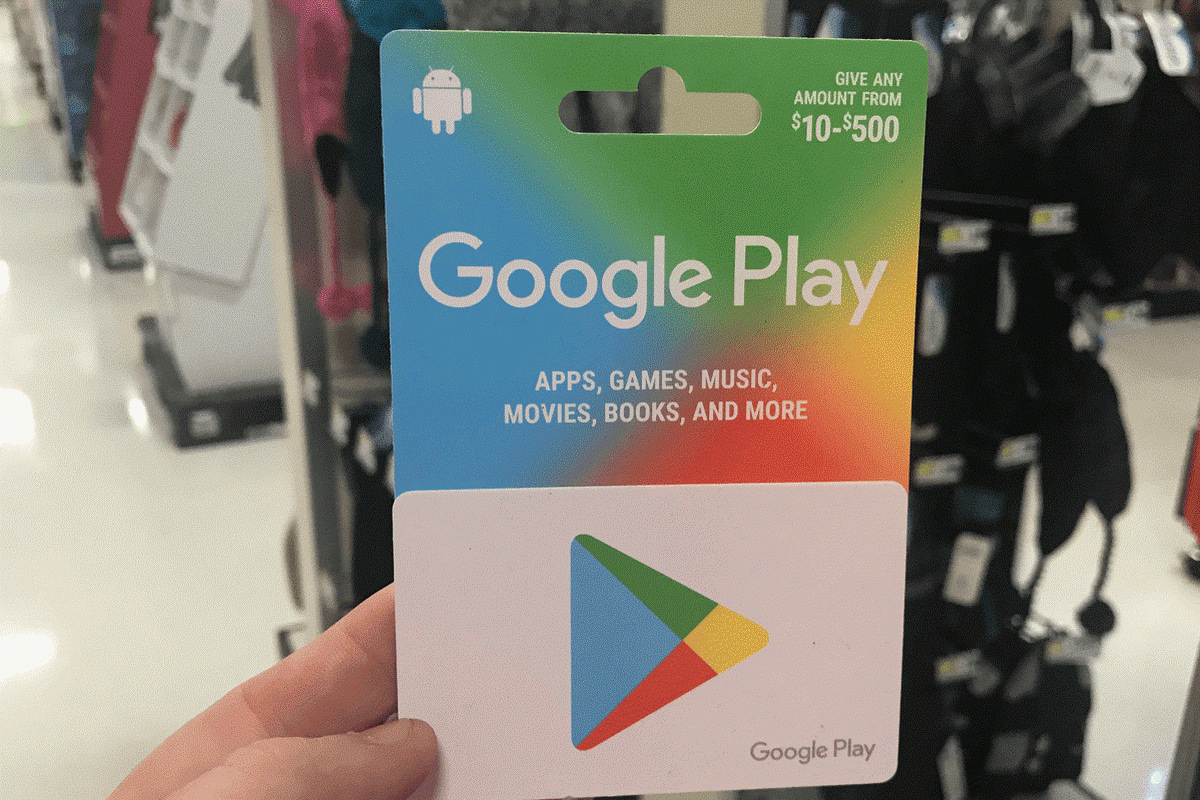 GIVE ANY
AMOUNT FROM
$10-$500
Google Play
APPS, GAMES, MUSIC,
MOVIES, BOOKS, AND MORE
Google Play